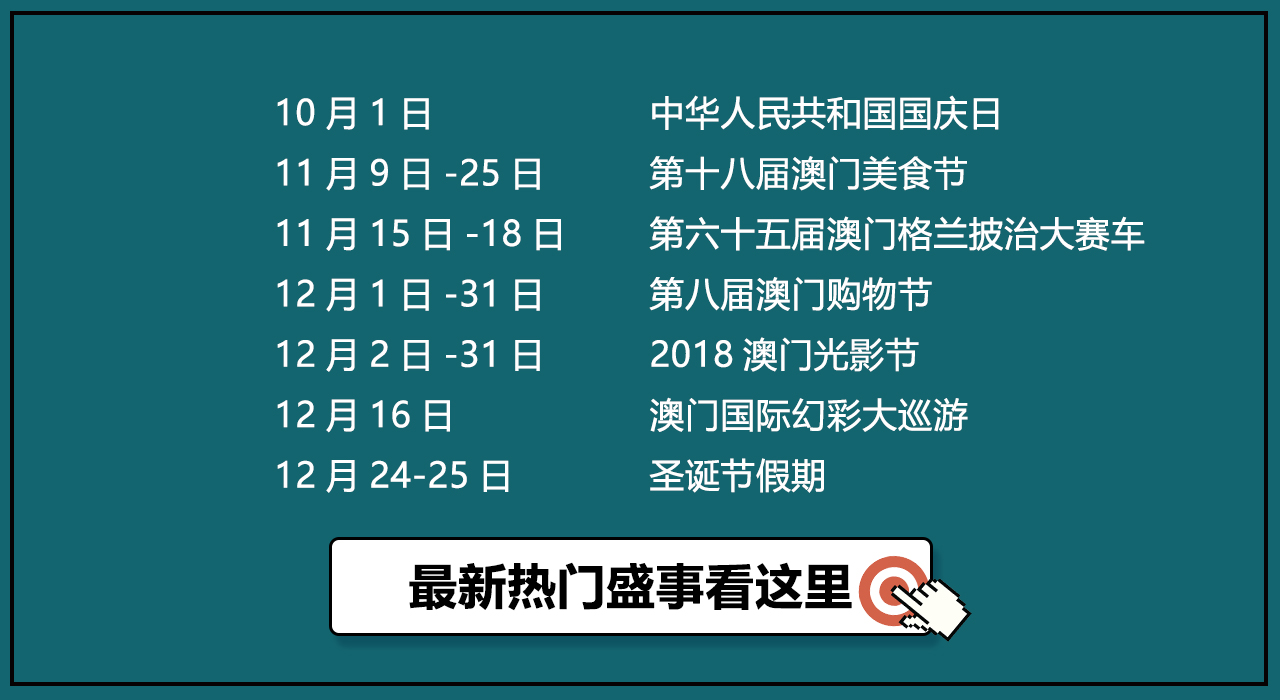 10 月 1 日 中华人民共和国国庆日
11 月 9 日 -25 日 第十八届澳门美食节
11 月 15 日 -18 日 第六十五届澳门格兰披治大赛车
12 月 1 日 -31 日 第八届澳门购物节
12 月 2 日 -31 日 2018 澳门光影节
12 月 16 日 澳门国际幻彩大巡游
12 月 24-25 日 圣诞节假期
最新热门盛事看这里